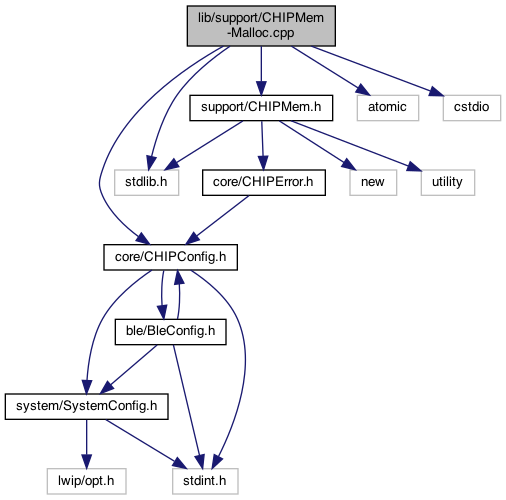 lib/support/CHIPMem
-Malloc.cpp
support/CHIPMem.h
atomic
cstdio
stdlib.h
core/CHIPError.h
new
utility
core/CHIPConfig.h
ble/BleConfig.h
system/SystemConfig.h
lwip/opt.h
stdint.h